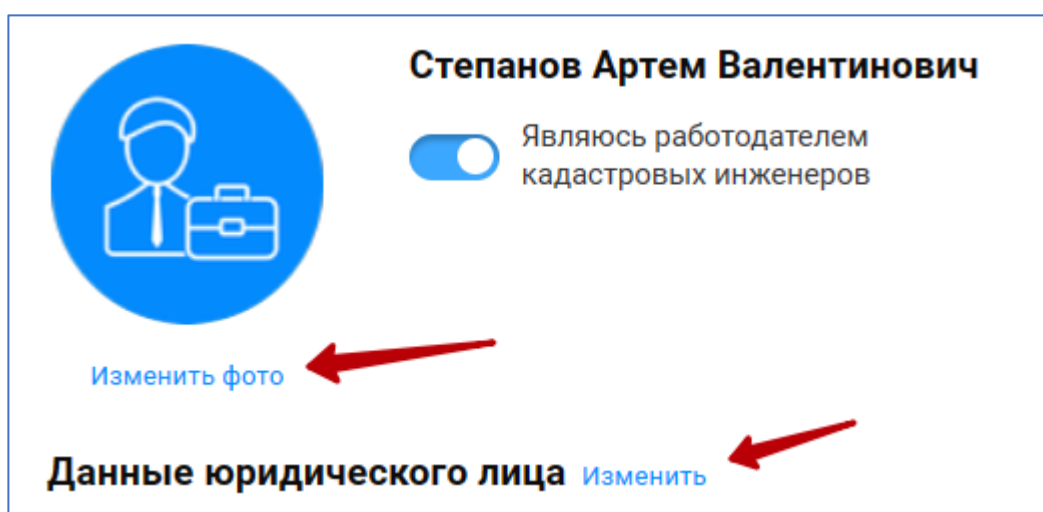 Степанов Артем Валентинович
Являюсь работодателем
кадастровых инженеров
Изменить фото
Данные юридического лица Изменить